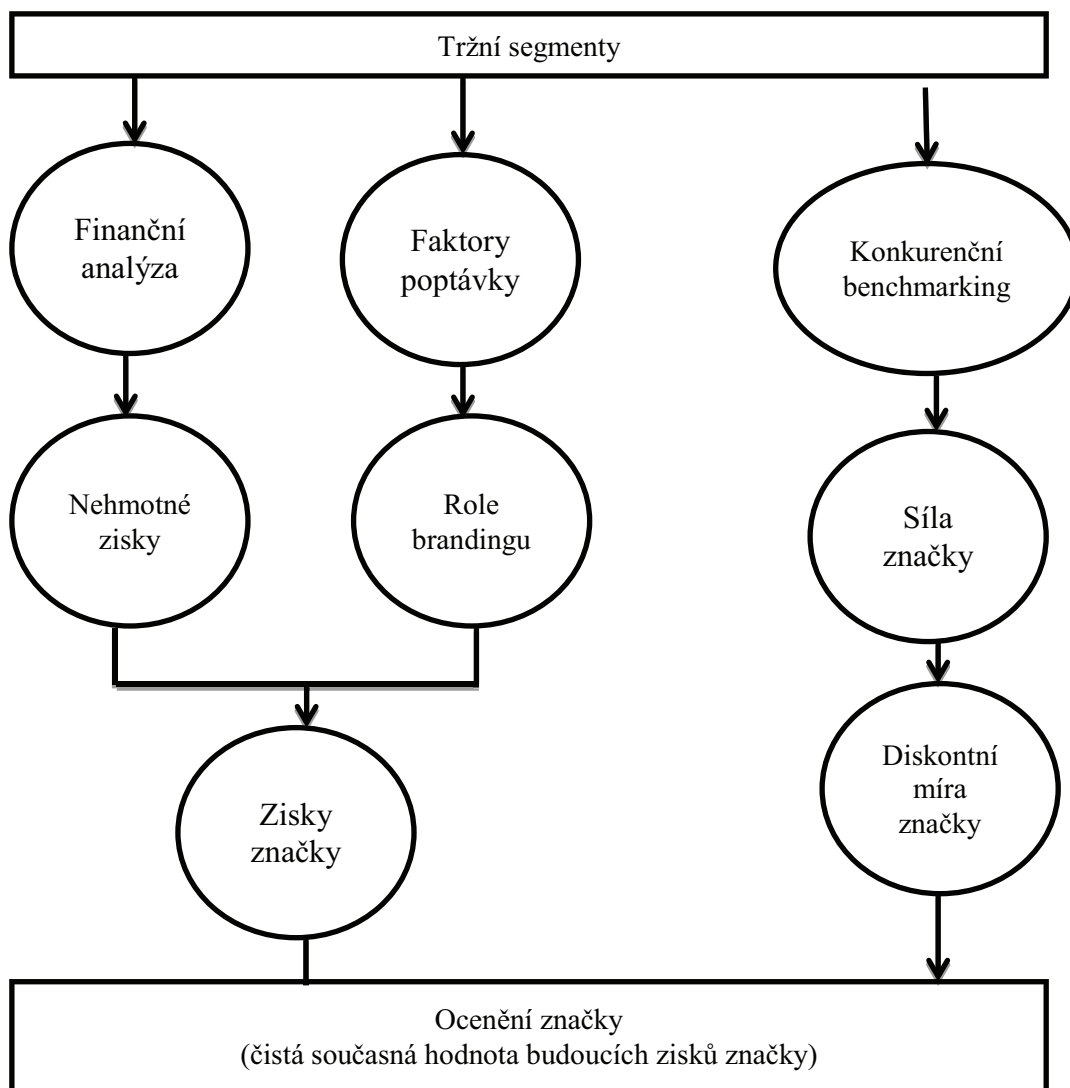 Tržní segmenty
Finanční
analýza
Faktory
poptávky
Konkurenční
benchmarking
Nehmotné
zisky
Role
brandingu
Síla
značky
Zisky
značky
Diskontní
míra
značky
Ocenění značky
(čistá současná hodnota budoucích zisků značky)